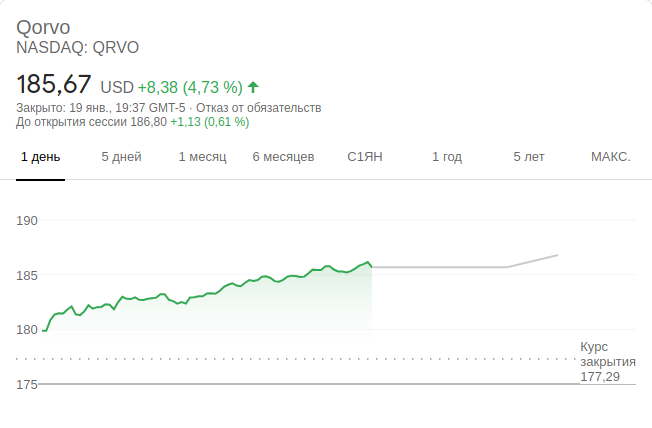 Qorvo
NASDAQ: QRVO
185,67 USD +8,38 (4,73 %)
Закрыто: 19 янв., 19:37 GMT-5 · Отказ от обязательств
До открытия сессии 186,80 +1,13 (0,61 %)
1 день 5 дней 1 месяц 6 месяцев С1ЯН 1 год 5 лет МАКС.
190
185
180
Курс
закрытия
177,29
175